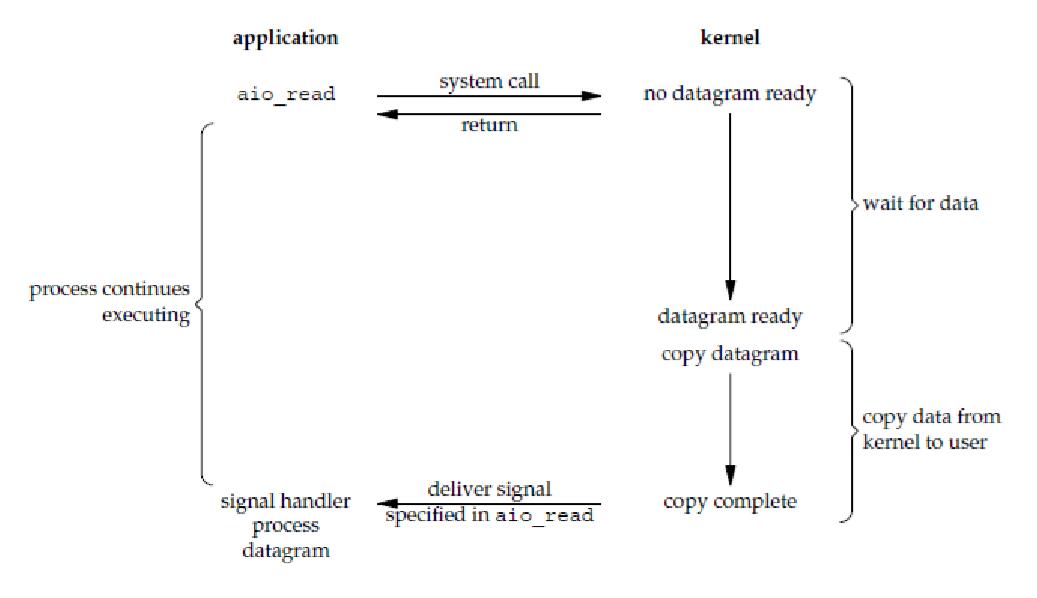 application
kernel
aio_read
system call
no datagram ready
return
wait for data
process continues
executing
datagram ready
copy datagram
copy data from
kernel to user
deliver signal
signal handler
copy complete
specified in aio_read
process
datagram